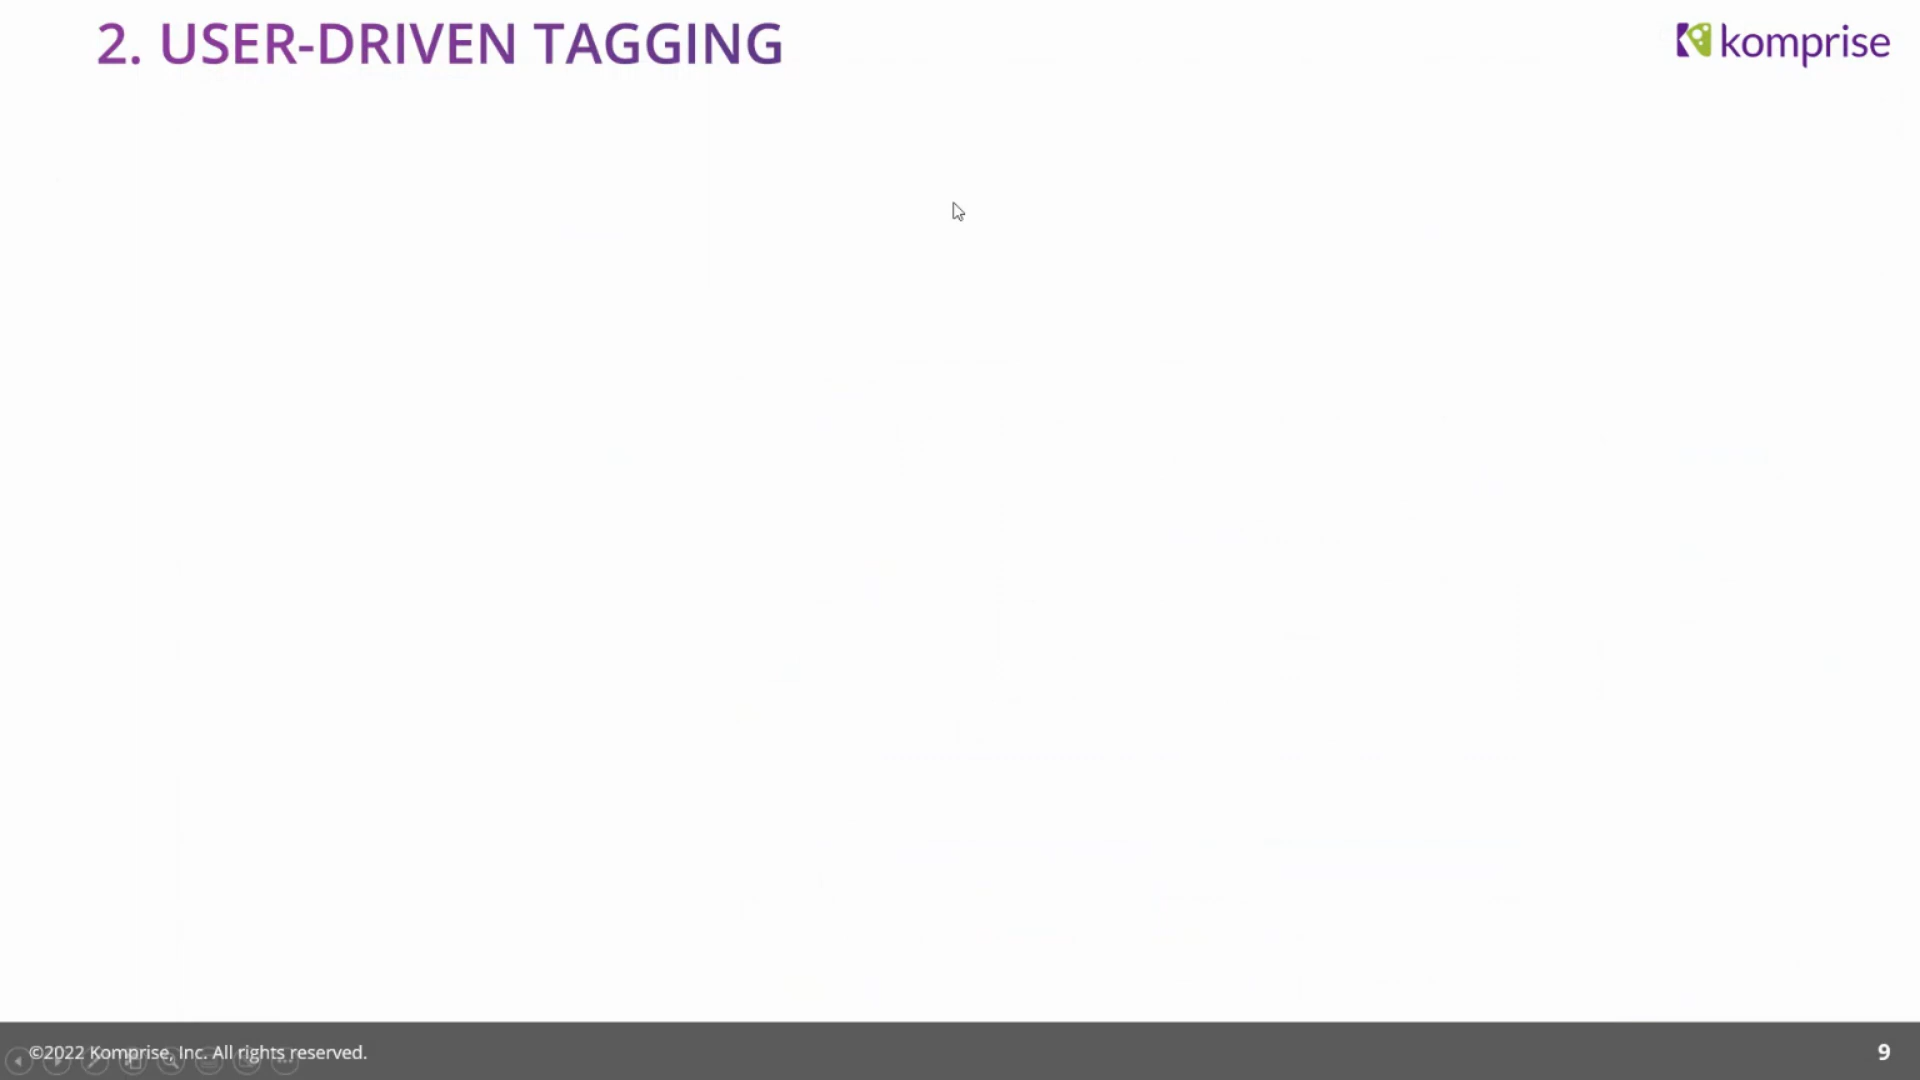 2. USER-DRIVEN TAGGING
komprise
©2022 Komprise, Inc. All rights reserved.
9